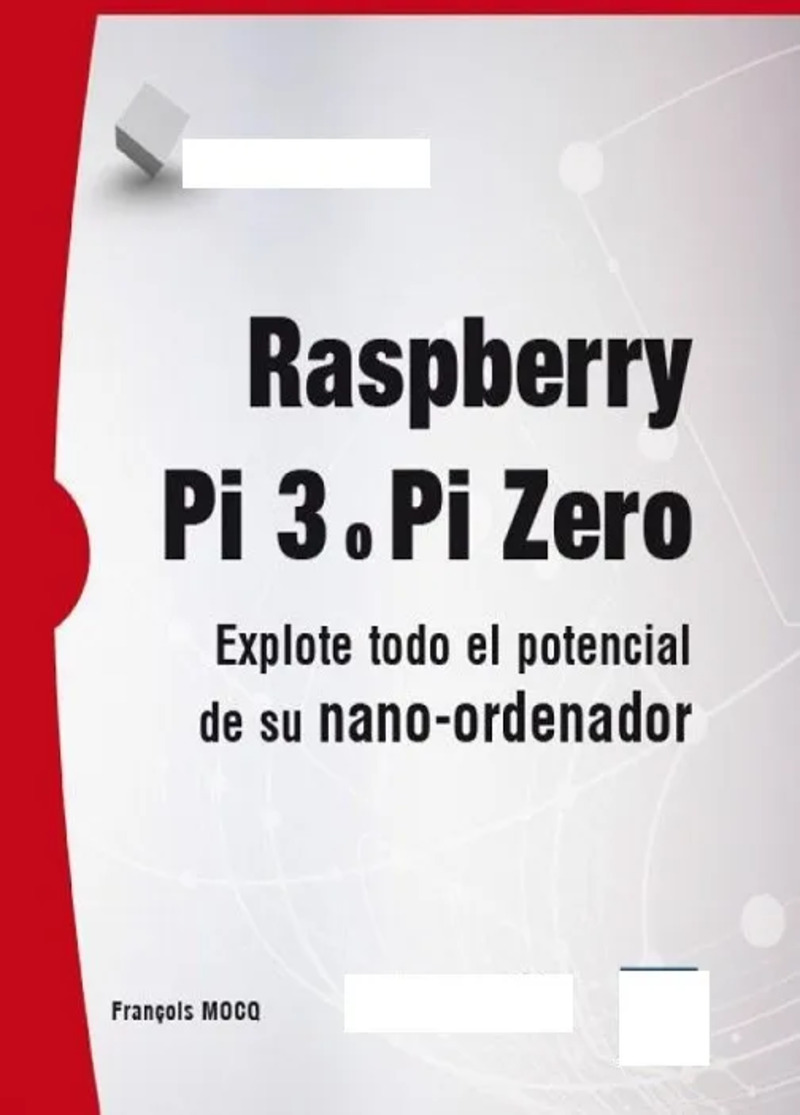 Raspberry
Pi 3 o Pi Zero
Explote todo el potencial
de su nano-ordenador
François MOCQ